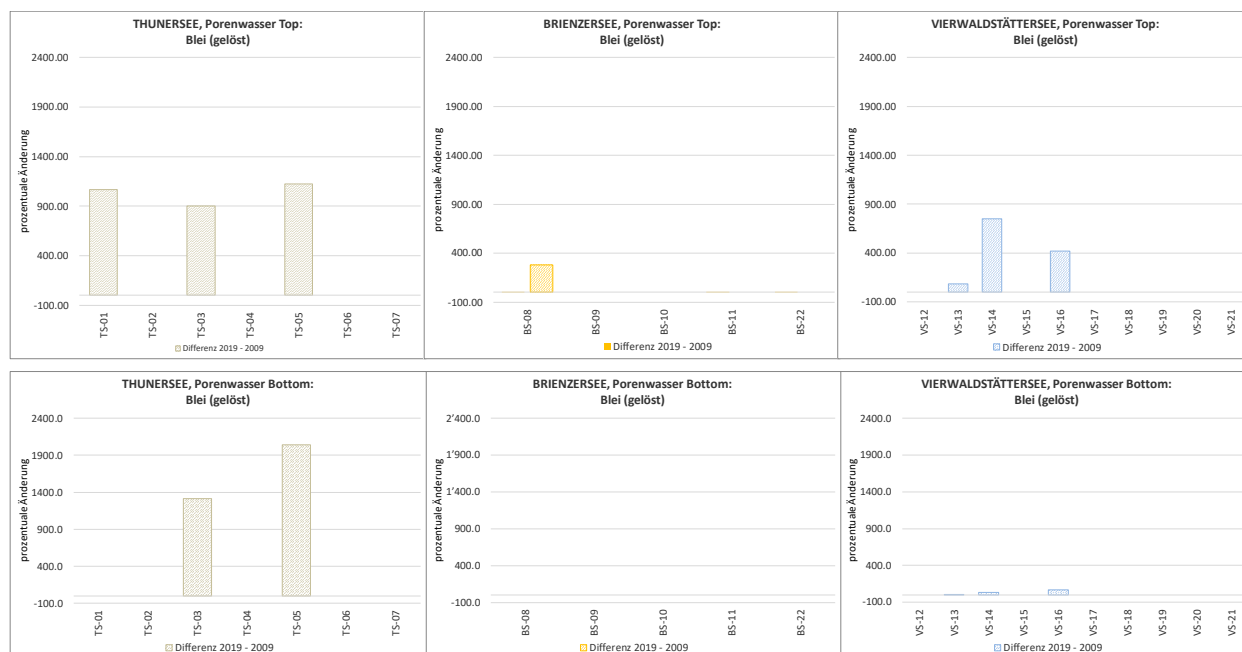 THUNERSEE, Porenwasser Top:
Blei (gelöst)
prozentuale Änderung
2400.00
1900.00
1400.00
900.00
400.00
-100.00
TS-01
TS-02
TS-03
TS-04
TS-05
TS-06
TS-07
Differenz 2019 - 2009
BRIENZERSEE, Porenwasser Top:
Blei (gelöst)
prozentuale Änderung
2400.00
1900.00
1400.00
900.00
400.00
-100.00
BS-08
BS-09
BS-10
BS-11
BS-22
Differenz 2019 - 2009
VIERWALDSTÄTTERSEE, Porenwasser Top:
Blei (gelöst)
prozentuale Änderung
2400.00
1900.00
1400.00
900.00
400.00
-100.00
VS-12
VS-13
VS-14
VS-15
VS-16
VS-17
VS-18
VS-19
VS-20
VS-21
Differenz 2019 - 2009
THUNERSEE, Porenwasser Bottom:
Blei (gelöst)
prozentuale Änderung
2400.0
1900.0
1400.0
900.0
400.0
-100.0
TS-01
TS-02
TS-03
TS-04
TS-05
TS-06
TS-07
Differenz 2019 - 2009
BRIENZERSEE, Porenwasser Bottom:
Blei (gelöst)
prozentuale Änderung
2'400.0
1'900.0
1'400.0
900.0
400.0
-100.0
BS-08
BS-09
BS-10
BS-11
BS-22
Differenz 2019 - 2009
VIERWALDSTÄTTERSEE, Porenwasser Bottom:
Blei (gelöst)
prozentuale Änderung
2400.0
1900.0
1400.0
900.0
400.0
-100.0
VS-12
VS-13
VS-14
VS-15
VS-16
VS-17
VS-18
VS-19
VS-20
VS-21
Differenz 2019 - 2009